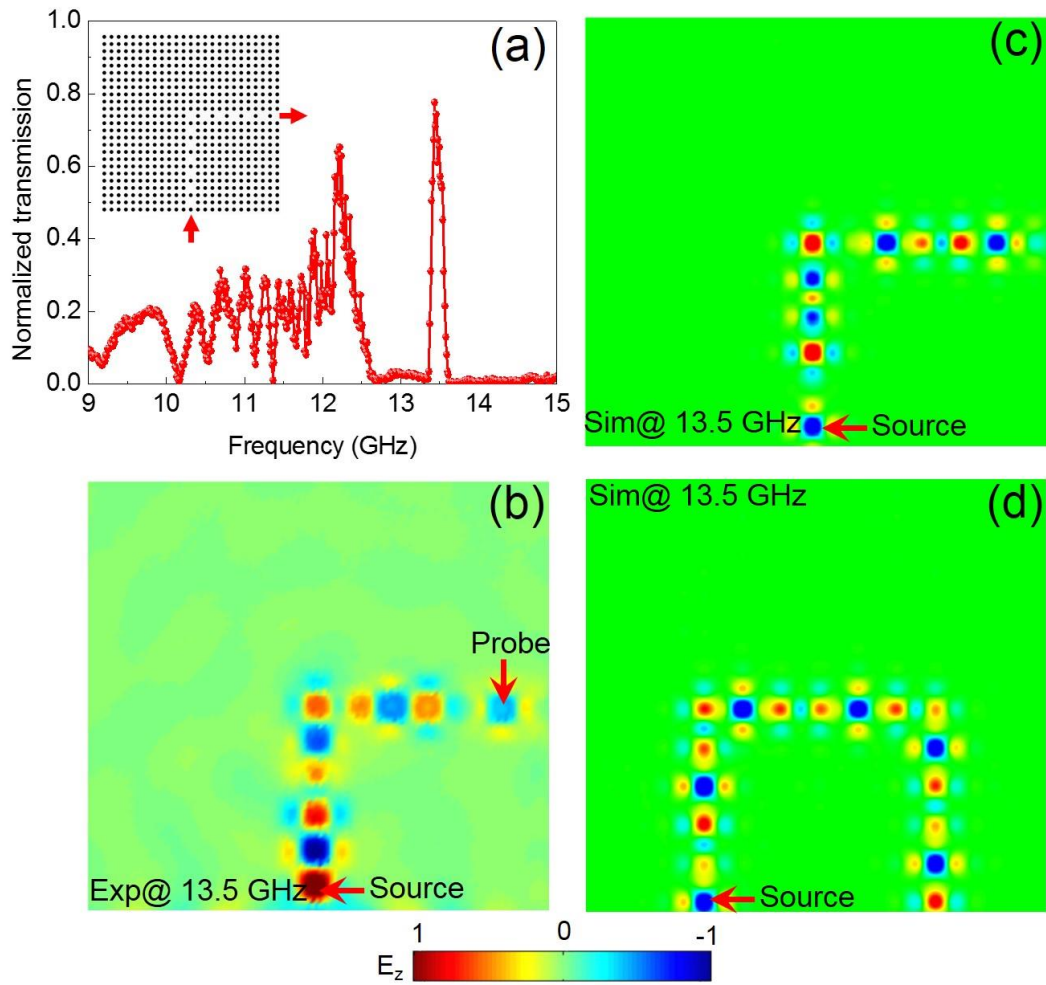 (a)
1.0
0.8
0.6
0.4
0.2
0.0
Normalized transmission
9 10 11 12 13 14 15
Frequency (GHz)
(c)
Sim@ 13.5 GHz
Source
(b)
Probe
Exp@ 13.5 GHz
Source
Sim@ 13.5 GHz
(d)
Source
1 0 -1
E_z